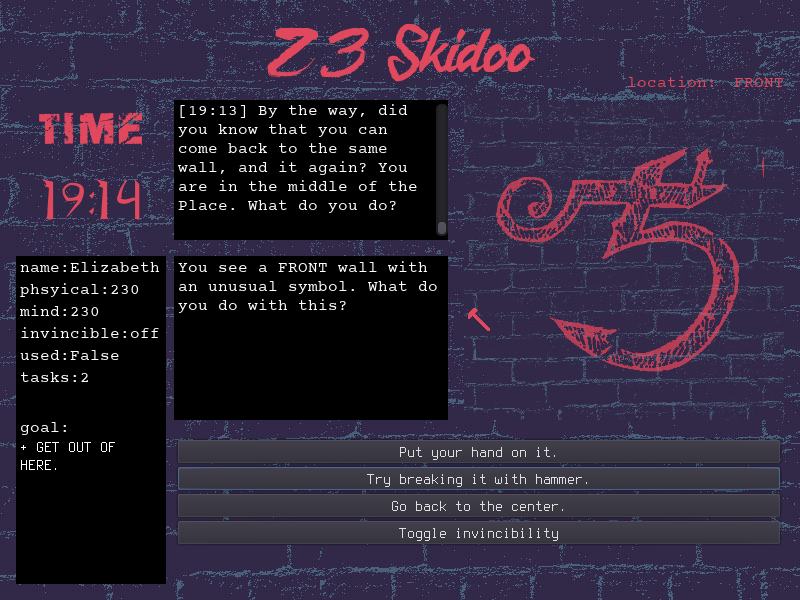 23 Skidoo
location: FRONT
TIME
19:14
[19:13] By the way, did
you know that you can
come back to the same
wall, and it again? You
are in the middle of the
Place. What do you do?
name:Elizabeth
phsyical:230
mind:230
invincible:off
used:False
tasks:2
goal:
+ GET OUT OF
HERE.
You see a FRONT wall with
an unusual symbol. What do
you do with this?
Put your hand on it.
Try breaking it with hammer.
Go back to the center.
Toggle invincibility